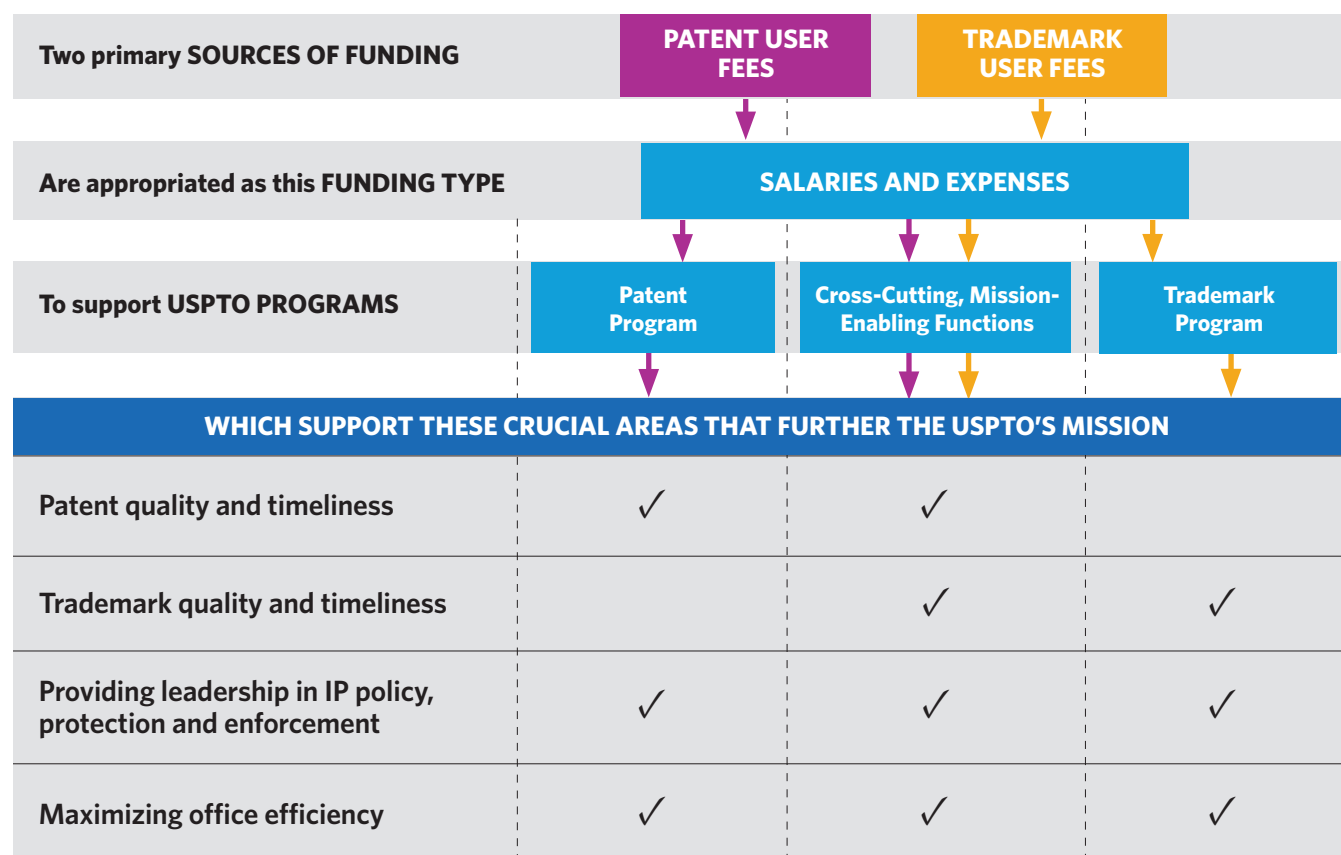 Two primary SOURCES OF FUNDING
PATENT USER
FEES
TRADEMARK
USER FEES
Are appropriated as this FUNDING TYPE
SALARIES AND EXPENSES
To support USPTO PROGRAMS
Patent
Program
Cross-Cutting, Mission-
Enabling Functions
Trademark
Program
WHICH SUPPORT THESE CRUCIAL AREAS THAT FURTHER THE USPTO’S MISSION
Patent quality and timeliness
✓ ✓
Trademark quality and timeliness
✓ ✓
Providing leadership in IP policy,
protection and enforcement
✓ ✓ ✓
Maximizing office efficiency
✓ ✓ ✓